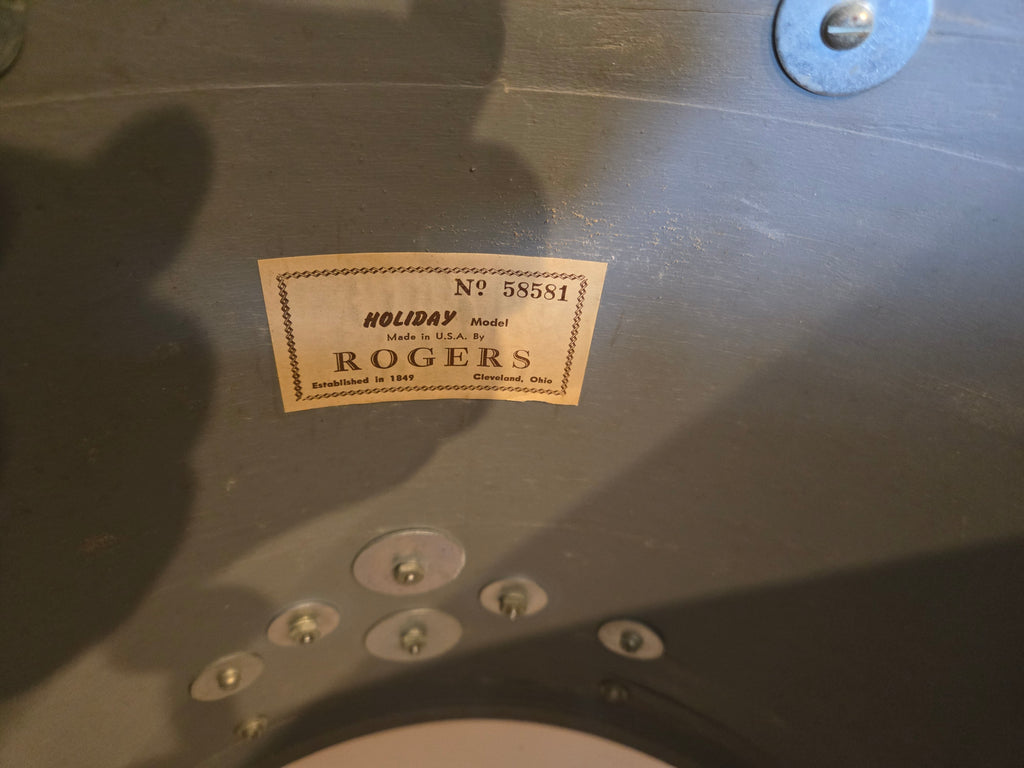 Nº 58581
HOLIDAY Model
Made in U.S.A. By
ROGERS
Established in 1849 Cleveland, Ohio